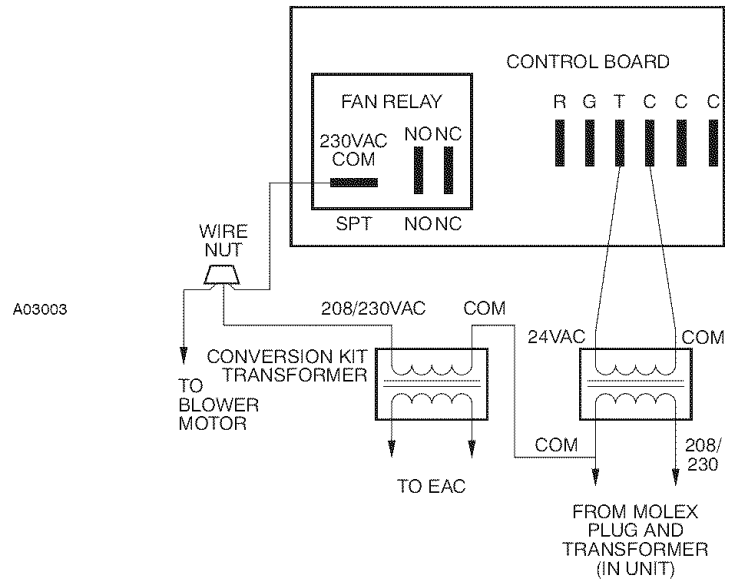 CONTROL BOARD
FAN RELAY
R G T C C C
NO NC
230VAC
COM
SPT
NO NC
WIRE
NUT
A03003
208/230VAC
COM
24VAC
COM
CONVERSION KIT
TRANSFORMER
TO
BLOWER
MOTOR
COM
208/
230
TO EAC
FROM MOLEX
PLUG AND
TRANSFORMER
(IN UNIT)